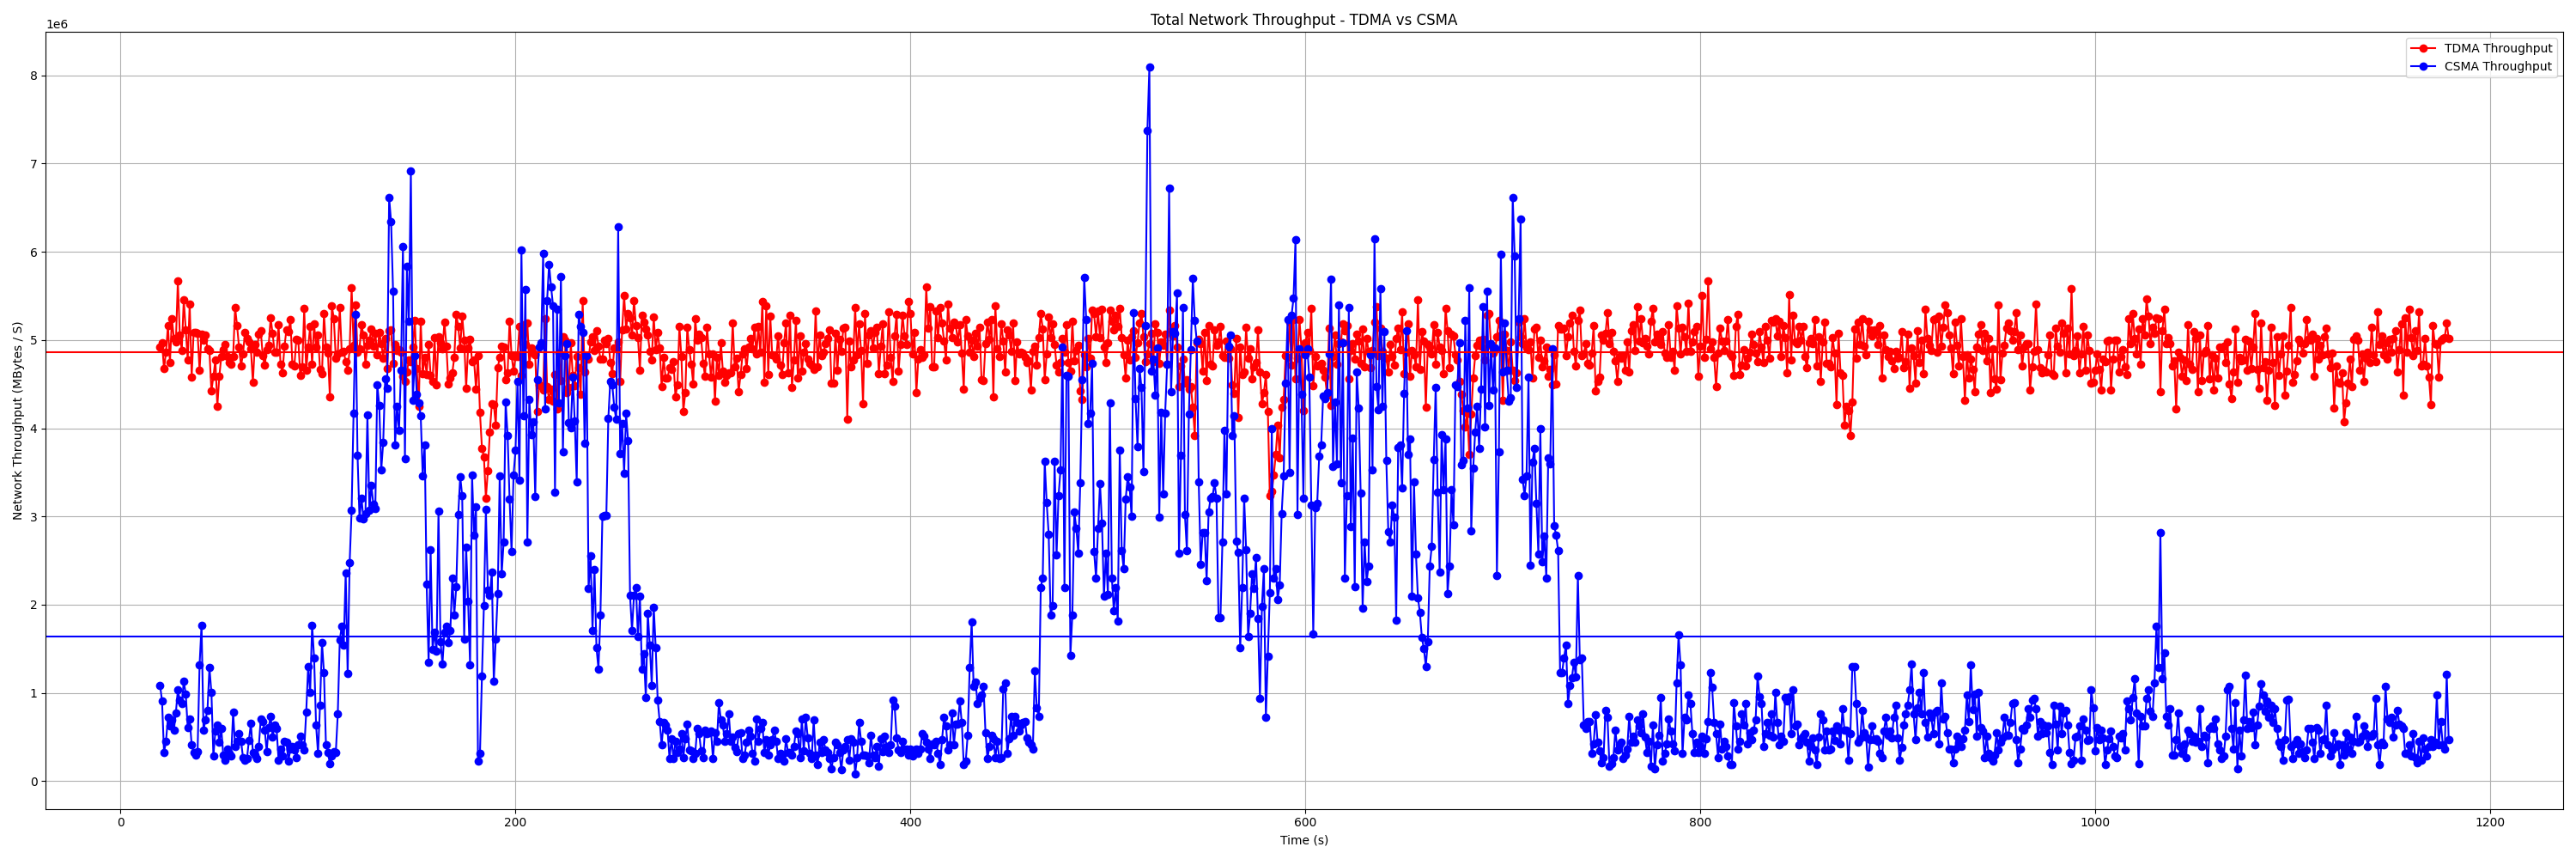 Total Network Throughput - TDMA vs CSMA
1e6
TDMA Throughput
CSMA Throughput
8
7
6
5
4
3
2
1
0
Network Throughput (MBytes / S)
0
200
400
600
800
1000
1200
Time (s)